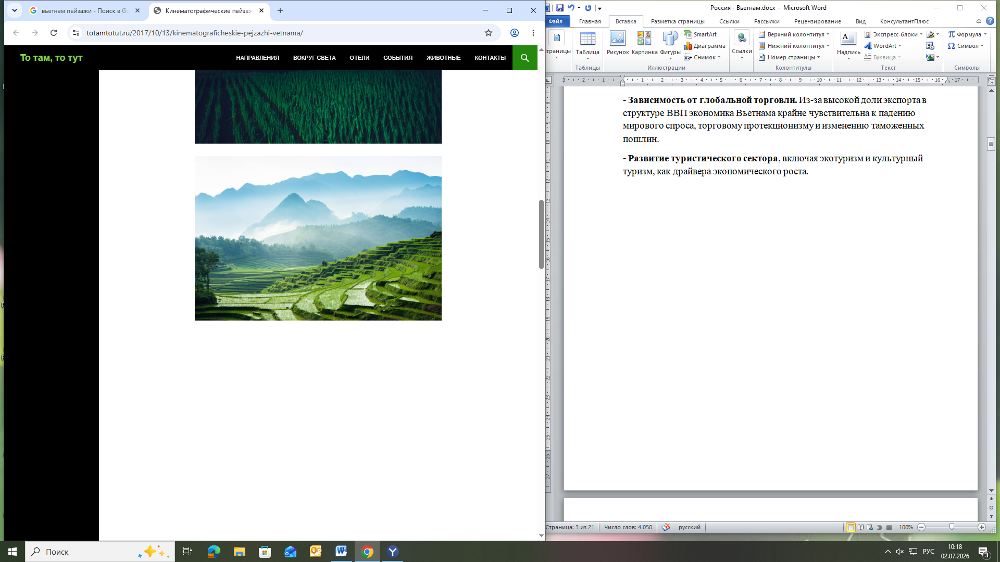 вьетнам пейзажи - Поиск в Go
Кинематографические пейза
totamtotut.ru/2017/10/13/kinematograficheskie-pejzazhi-vetnama/
То там, то тут
НАПРАВЛЕНИЯ ВОКРУГ СВЕТА ОТЕЛИ СОБЫТИЯ ЖИВОТНЫЕ КОНТАКТЫ
Россия - Вьетнам.docx - Microsoft Word
Файл Главная Вставка Разметка страницы Ссылки Рассылки Рецензирование Вид КонсультантПлюс
Таблица
Рисунок Картинка Фигуры
SmartArt
Диаграмма
Снимок
Ссылки
Верхний колонтитул
Нижний колонтитул
Номер страницы
Надпись
Экспресс-блоки
WordArt
Буквица
Формула
Символ
Таблицы Иллюстрации Колонтитулы Текст Символы
- Зависимость от глобальной торговли. Из-за высокой доли экспорта в
структуре ВВП экономика Вьетнама крайне чувствительна к падению
мирового спроса, торговому протекционизму и изменению таможенных
пошлин.
- Развитие туристического сектора, включая экотуризм и культурный
туризм, как драйвера экономического роста.
Страница: 3 из 21 Число слов: 4 050 русский 100%
Поиск
РУС
10:18
02.07.2026
3